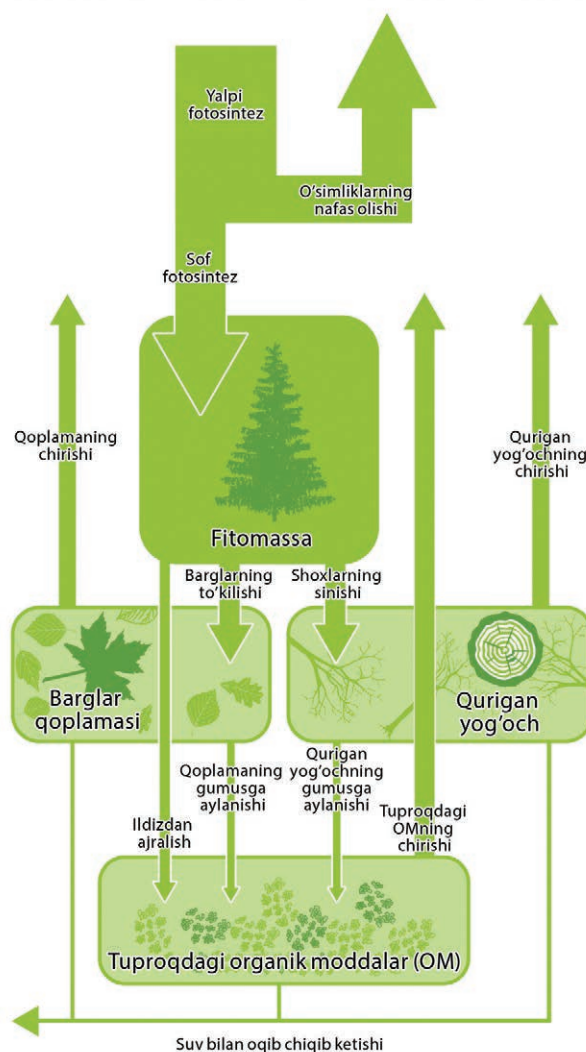 Yalpi
fotosintez
O'simliklarning
nafas olishi
Sof
fotosintez
Qoplamaning
chirishi
Qurigan
yog'ochning
chirishi
Fitomassa
Barglarning
to'kilishi
Shoxlarning
sinishi
Barglar
qoplamasi
Qurigan
yog'och
Qoplamaning
gumusga
aylanishi
Qurigan
yog'ochning
gumusga
aylanishi
Ildizdan
ajralish
Tuproqdagi
OMning
chirishi
Tuproqdagi organik moddalar (OM)
Suv bilan oqib chiqib ketishi